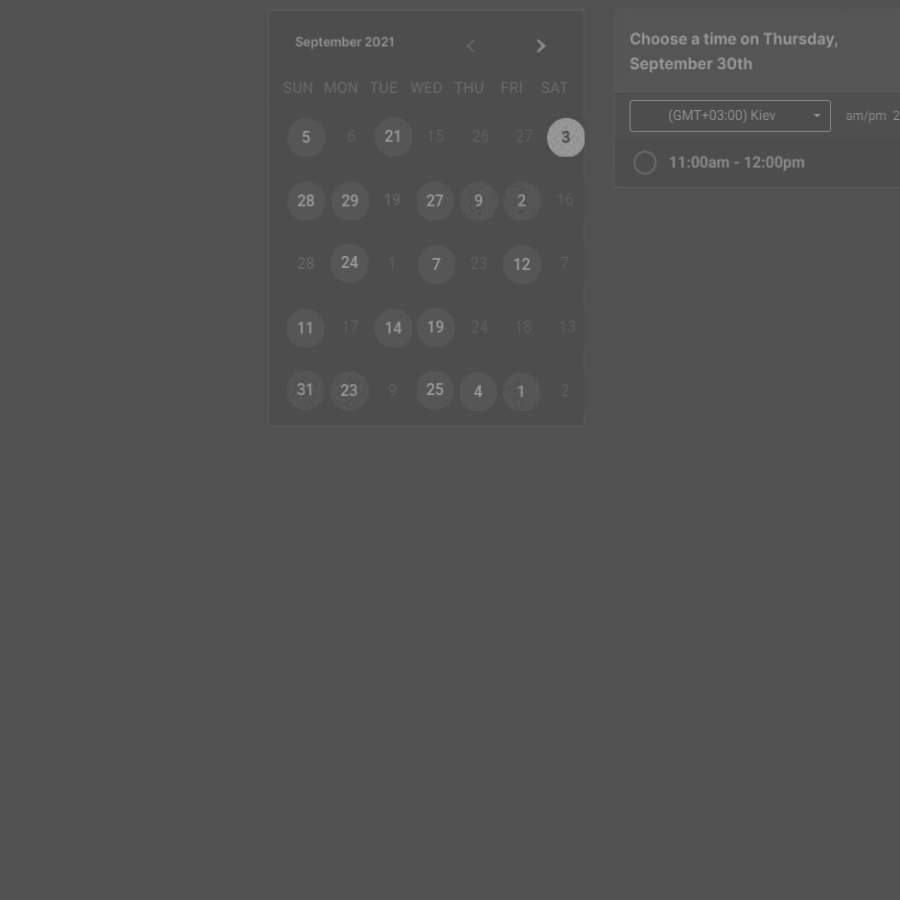 September 2021
SUN MON TUE WED THU FRI SAT
5 6 21 15 26 27 3
28 29 19 27 9 2 16
28 24 1 7 23 12 7
11 17 14 19 24 18 13
31 23 9 25 4 1 2
Choose a time on Thursday,
September 30th
(GMT+03:00) Kiev am/pm 2
11:00am - 12:00pm